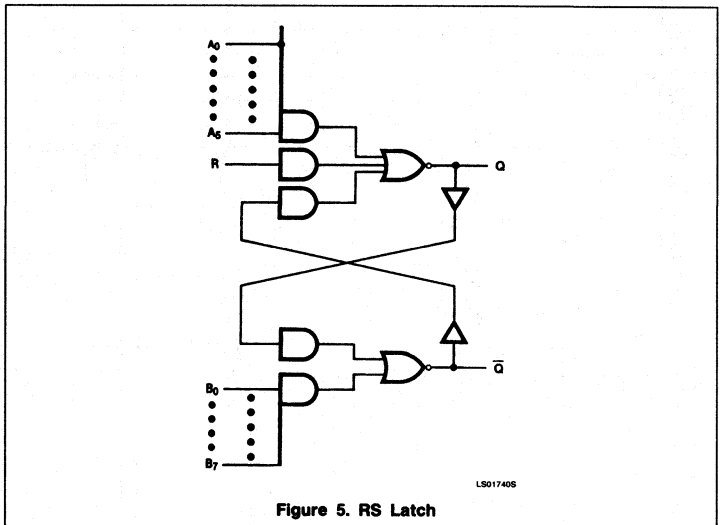 A0
A5
R
Q
Q̅
B0
B7
LS01740S
Figure 5. RS Latch